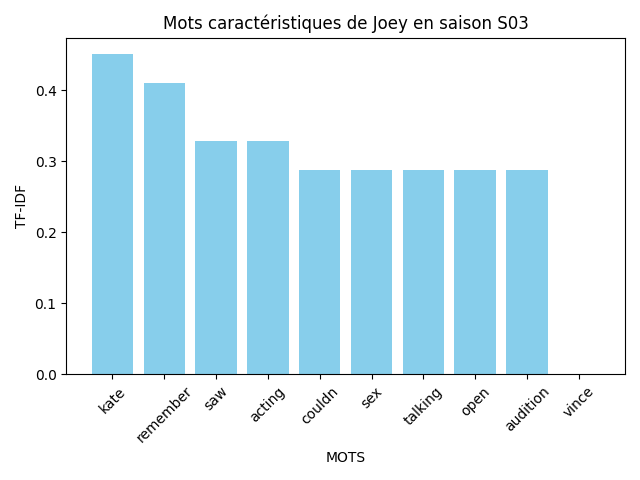 Mots caractéristiques de Joey en saison S03
TF-IDF
0.4
0.3
0.2
0.1
0.0
kate
remember
saw
acting
couldn
sex
talking
open
audition
vince
MOTS